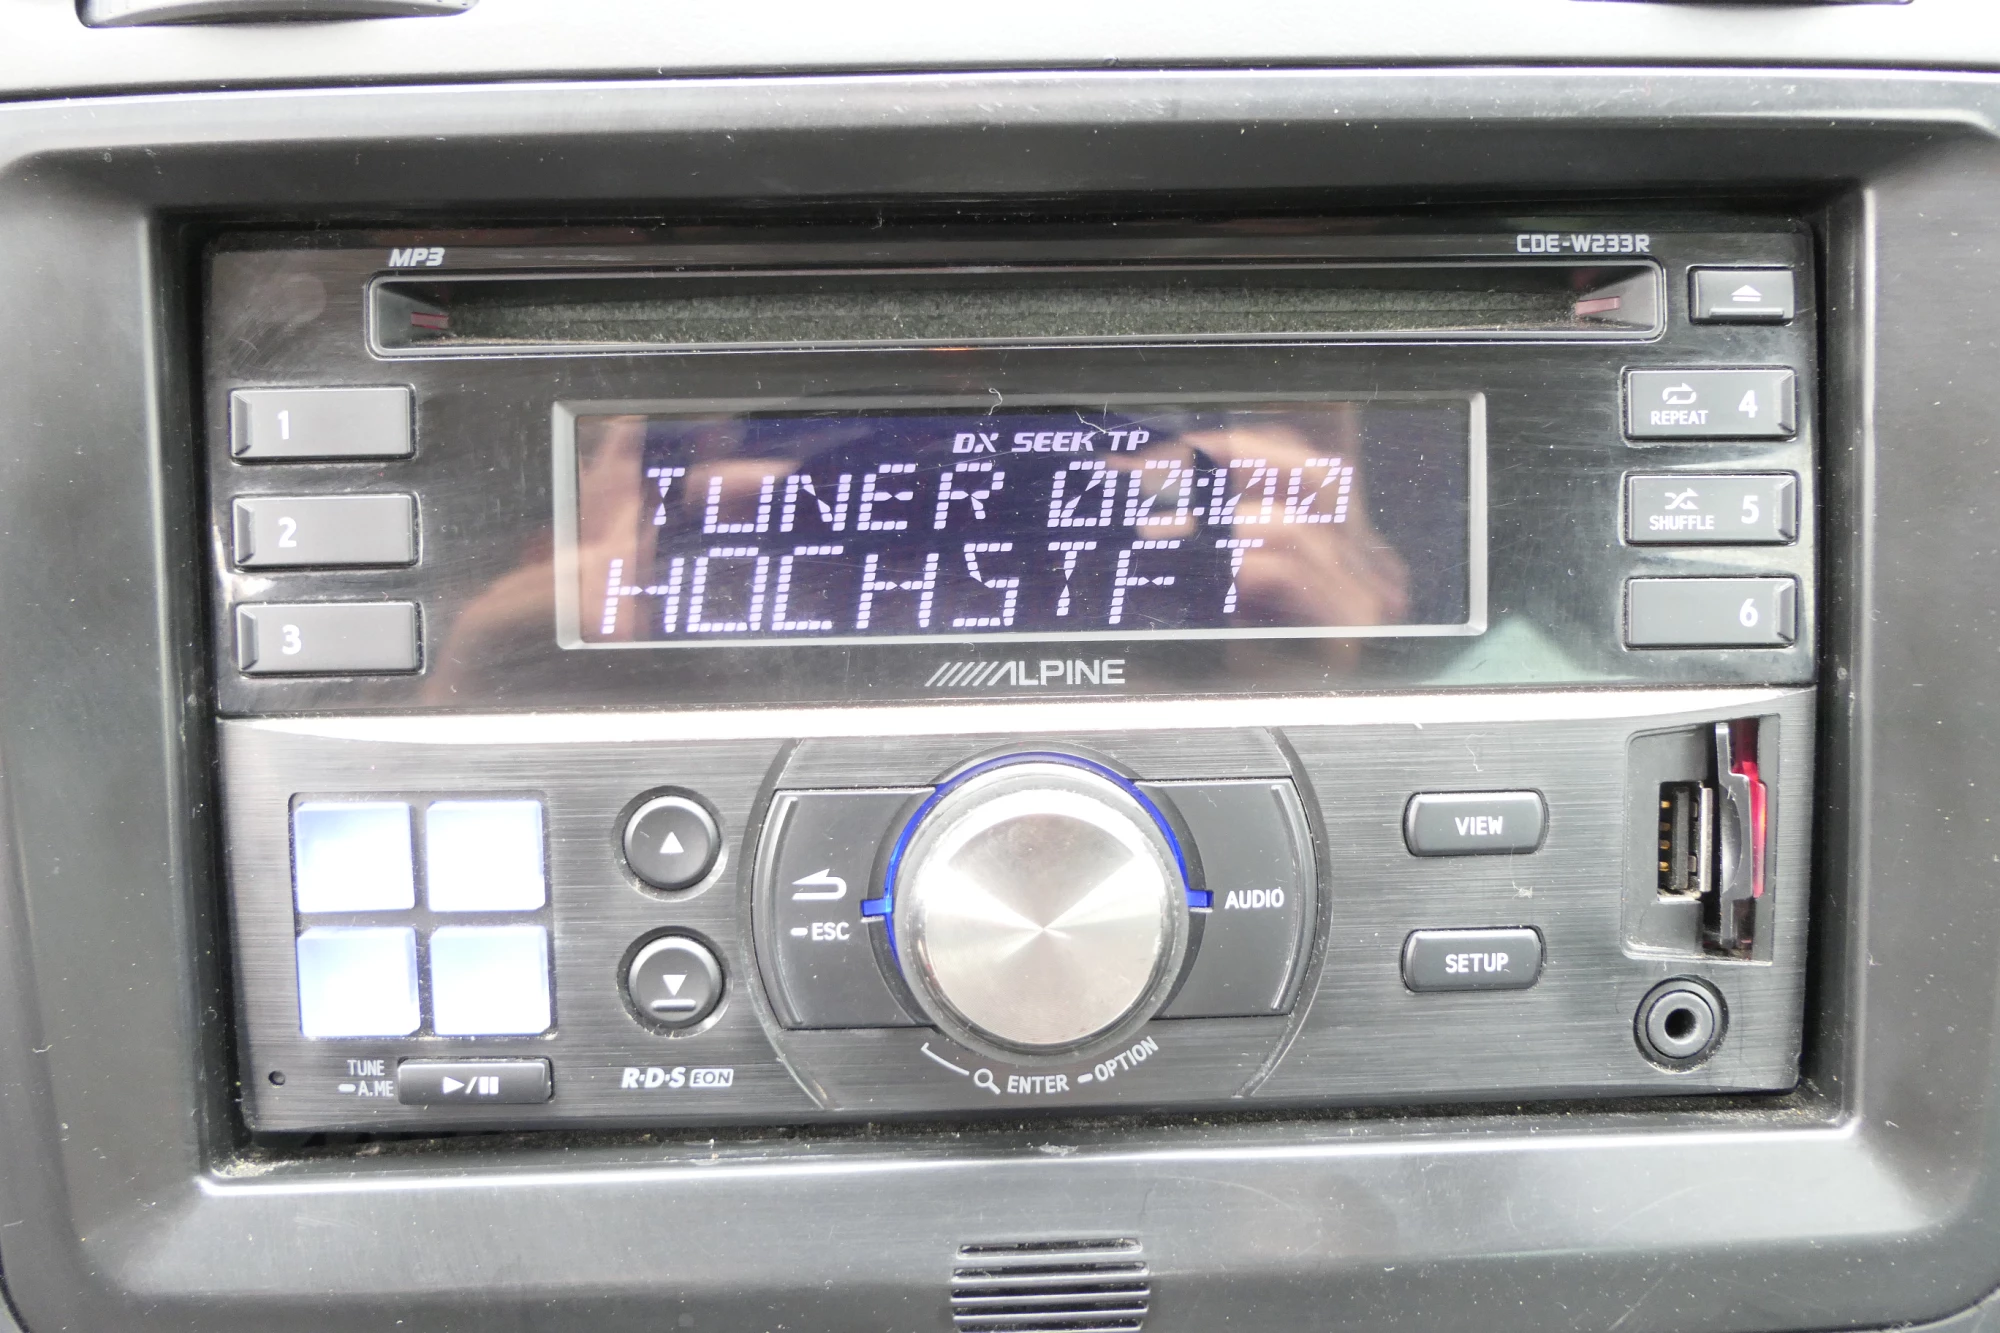 MP3
CDE-W233R
1
2
3
REPEAT 4
SHUFFLE 5
6
DX SEEK TP
TUNER 00:00
HOCHSTFT
ALPINE
ESC
AUDIO
VIEW
SETUP
TUNE
A.ME
R·D·S EON
ENTER
OPTION